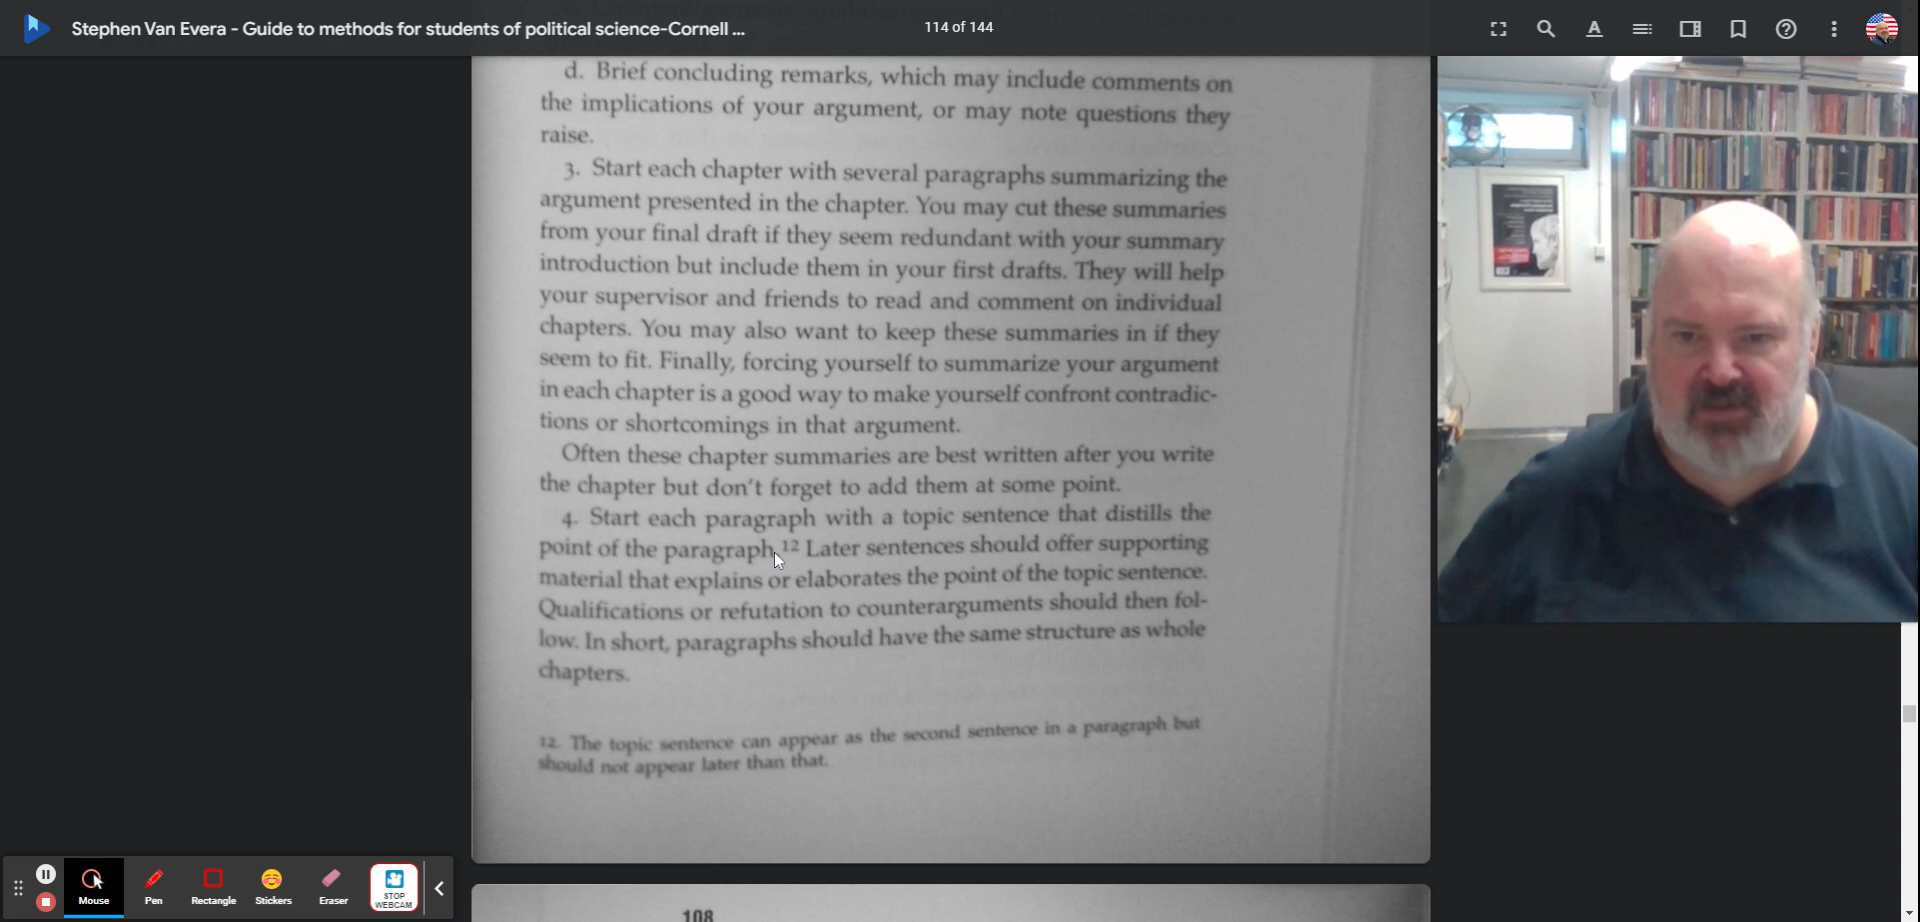 Stephen Van Evera - Guide to methods for students of political science-Cornell ...
114 of 144
d. Brief concluding remarks, which may include comments on
the implications of your argument, or may note questions they
raise.
3. Start each chapter with several paragraphs summarizing the
argument presented in the chapter. You may cut these summaries
from your final draft if they seem redundant with your summary
introduction but include them in your first drafts. They will help
your supervisor and friends to read and comment on individual
chapters. You may also want to keep these summaries in if they
seem to fit. Finally, forcing yourself to summarize your argument
in each chapter is a good way to make yourself confront contradic-
tions or shortcomings in that argument.
Often these chapter summaries are best written after you write
the chapter but don't forget to add them at some point.
4. Start each paragraph with a topic sentence that distills the
point of the paragraph.12 Later sentences should offer supporting
material that explains or elaborates the point of the topic sentence.
Qualifications or refutation to counterarguments should then fol-
low. In short, paragraphs should have the same structure as whole
chapters.
12. The topic sentence can appear as the second sentence in a paragraph but
should not appear later than that.
108
Mouse
Pen
Rectangle
Stickers
Eraser
STOP
WEBCAM